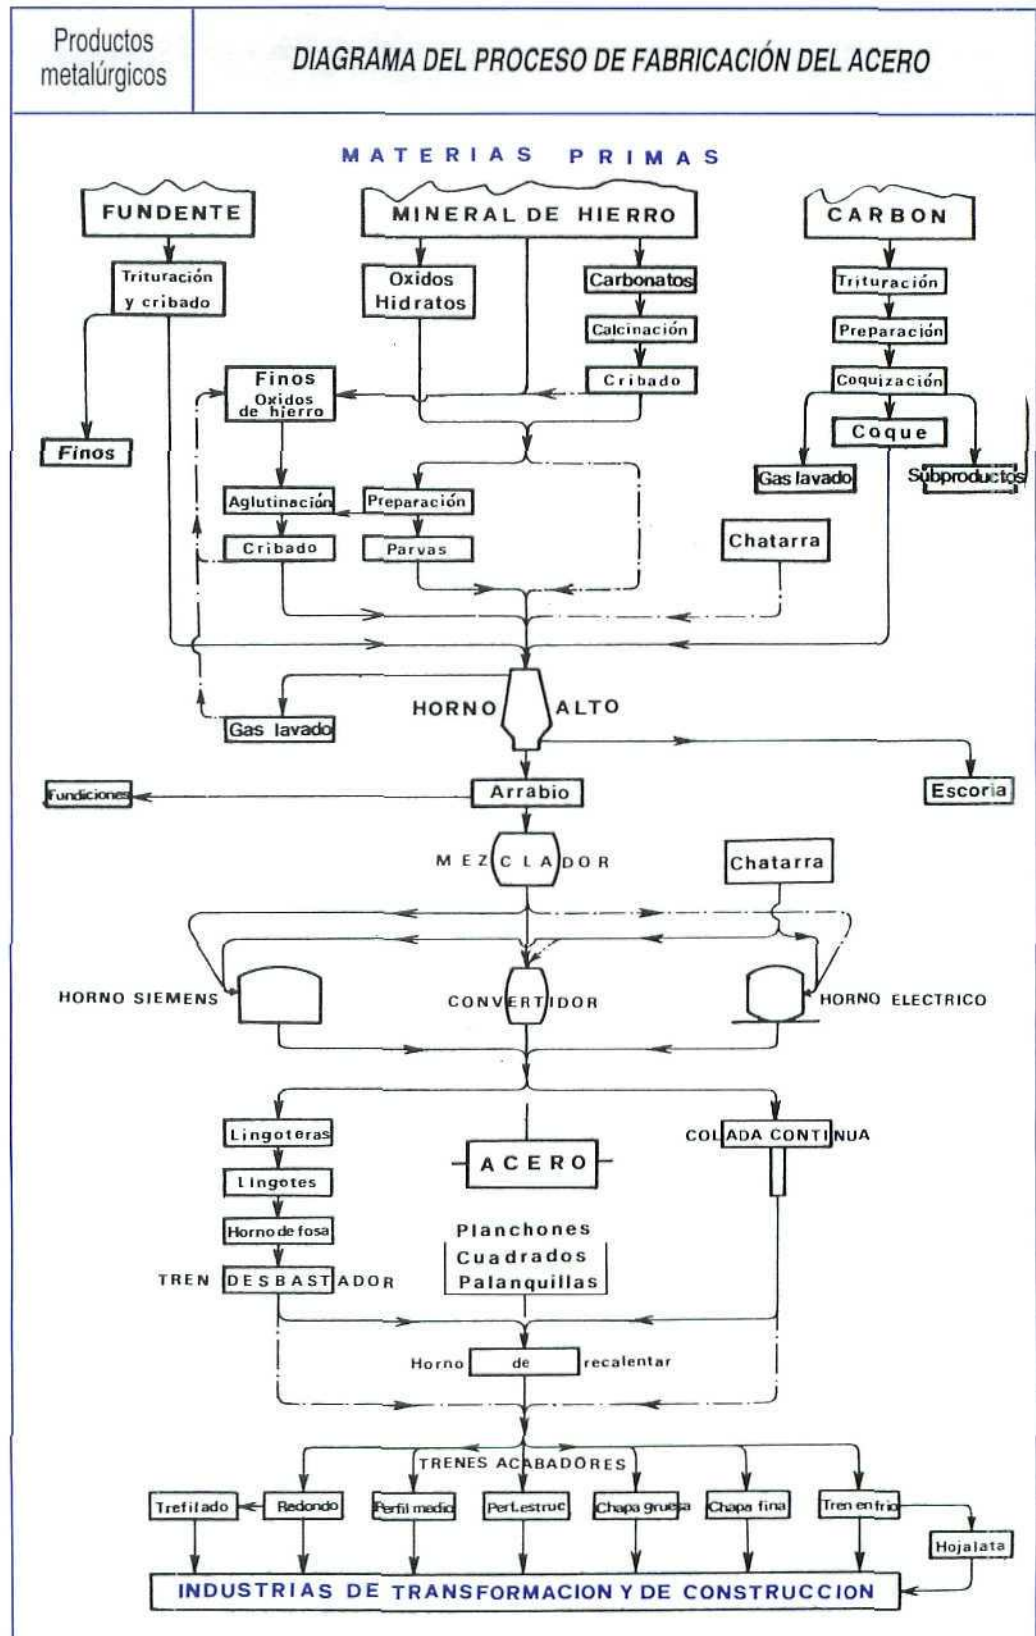 Productos
metalúrgicos
DIAGRAMA DEL PROCESO DE FABRICACIÓN DEL ACERO
MATERIAS PRIMAS
FUNDENTE
MINERAL DE HIERRO
CARBON
Trituración
y cribado
Oxidos
Hidratos
Carbonatos
Trituración
Calcinación
Preparación
Finos
Oxidos
de hierro
Cribado
Coquización
Coque
Finos
Gas lavado
Subproductos
Aglutinación
Preparación
Cribado
Parvas
Chatarra
HORNO ALTO
Gas lavado
Fundiciones
Arrabio
Escoria
MEZCLADOR
Chatarra
HORNO SIEMENS
CONVERTIDOR
HORNO ELECTRICO
Lingoteras
COLADA CONTINUA
ACERO
Lingotes
Horno de fosa
Planchones
Cuadrados
Palanquillas
TREN DESBASTADOR
Horno de recalentar
TRENES ACABADORES
Trefilado
Redondo
Perfil medio
Perf.estruc
Chapa gruesa
Chapa fina
Tren en frio
Hojalata
INDUSTRIAS DE TRANSFORMACION Y DE CONSTRUCCION